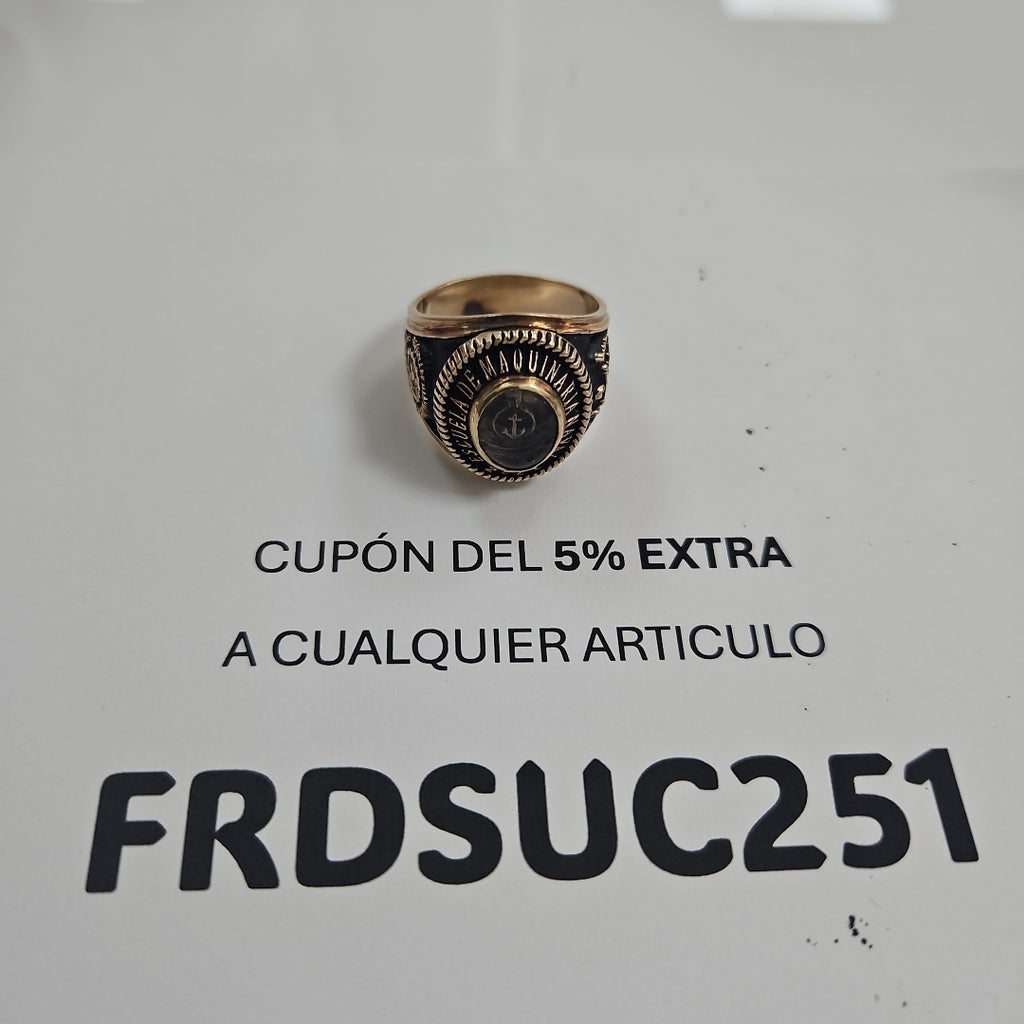 ESCUELA DE MAQUINARIA
CUPÓN DEL 5% EXTRA
A CUALQUIER ARTICULO
FRDSUC251